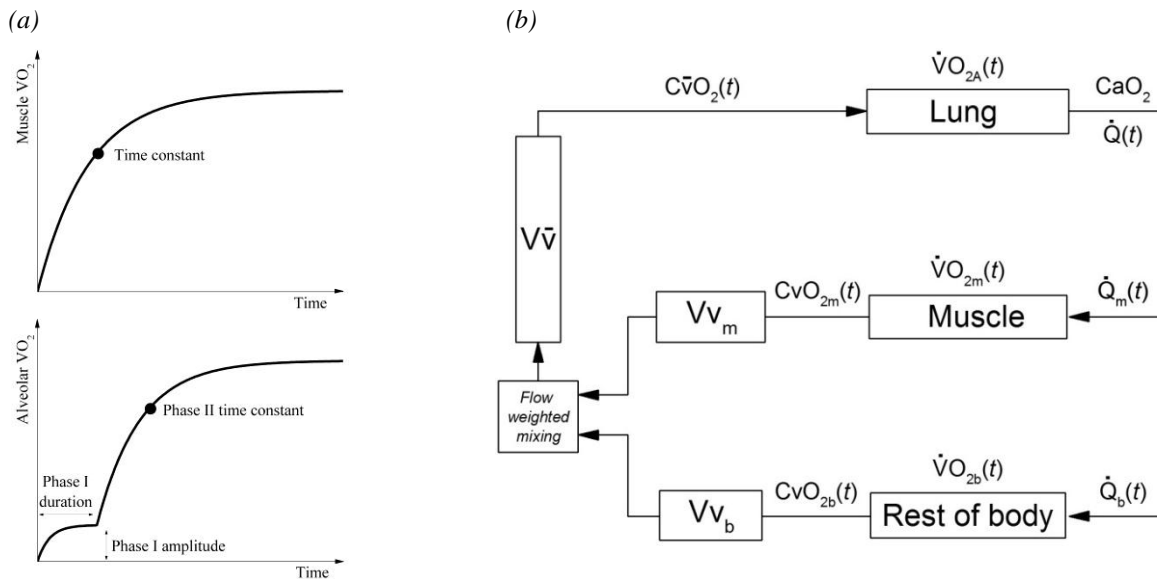 (a)
Muscle VO₂
Time constant
Time
Alveolar VO₂
Phase II time constant
Phase I
duration
Phase I amplitude
Time
(b)
V̇O₂A(t)
Cv̄O₂(t)
CaO₂
Lung
Q̇(t)
Vv̄
V̇O₂m(t)
CvO₂m(t)
Q̇m(t)
Vvm
Muscle
Flow
weighted
mixing
V̇O₂b(t)
CvO₂b(t)
Q̇b(t)
Vvb
Rest of body